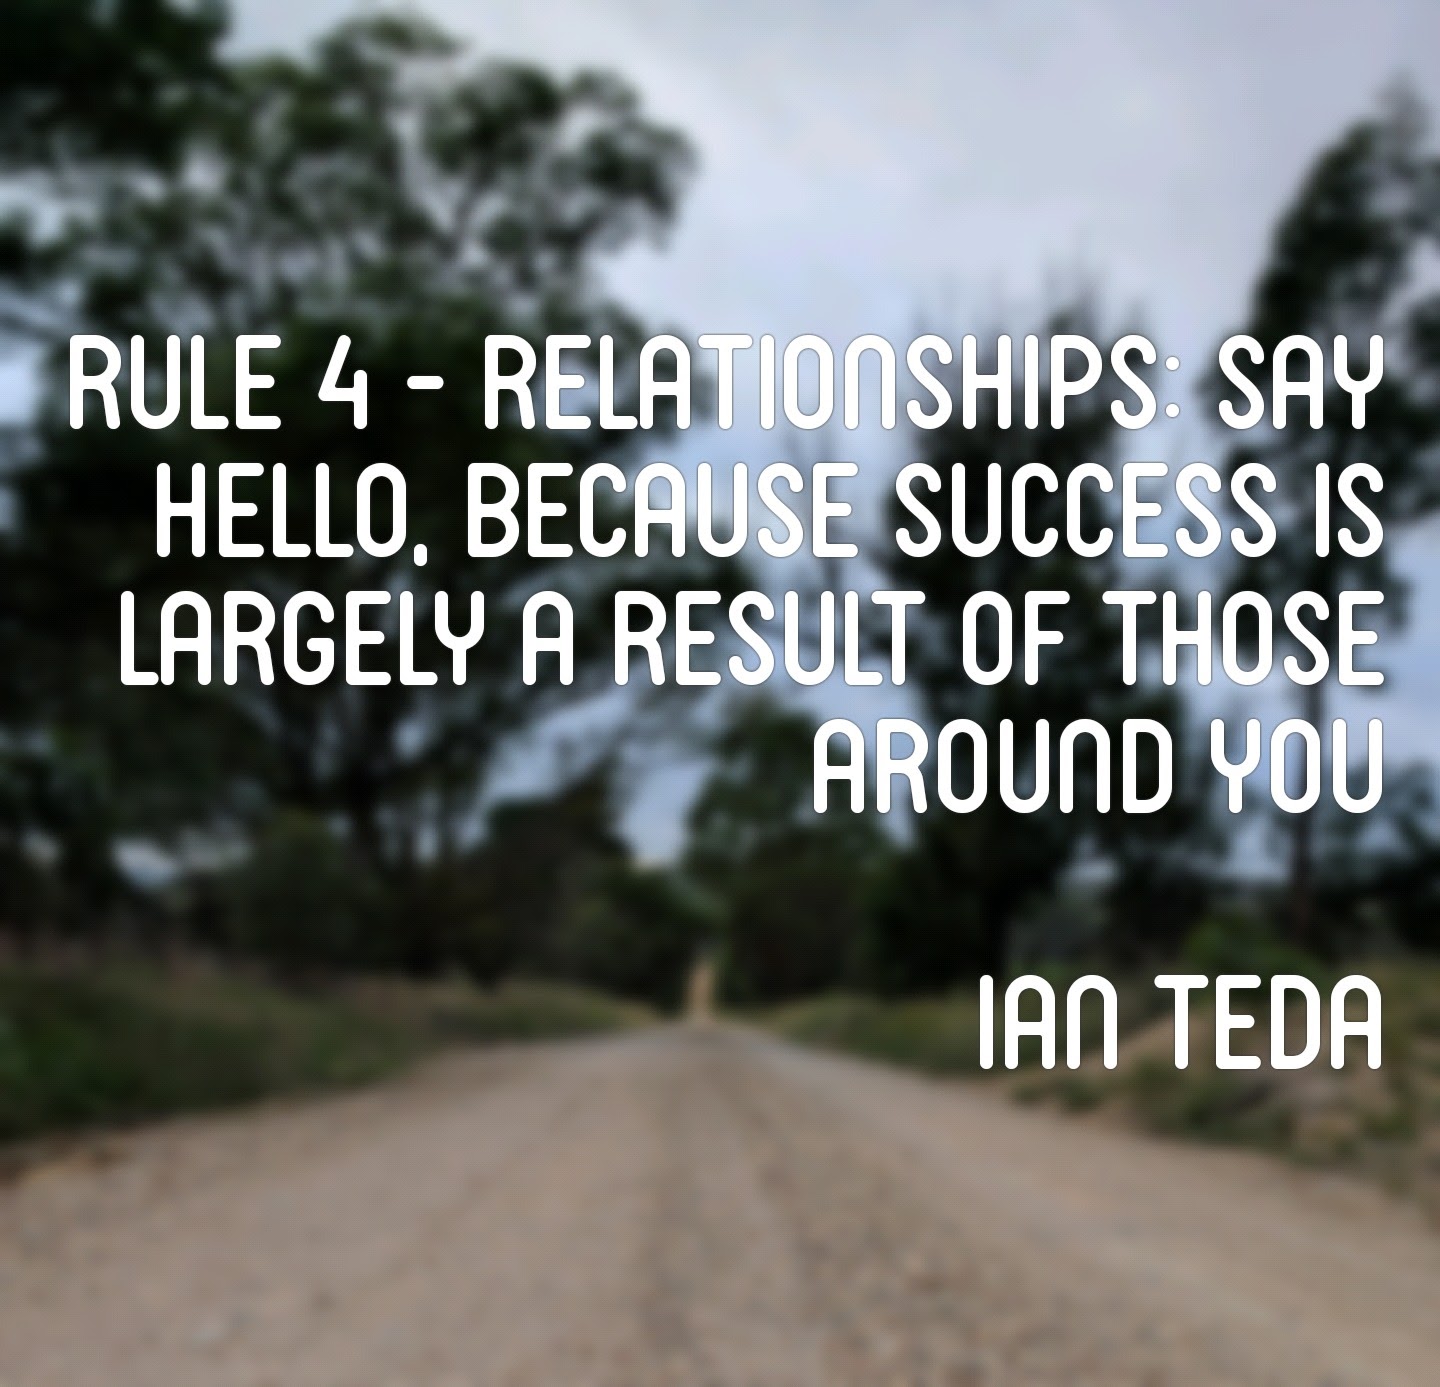 RULE 4 - RELATIONSHIPS: SAY
HELLO, BECAUSE SUCCESS IS
LARGELY A RESULT OF THOSE
AROUND YOU
IAN TEDA